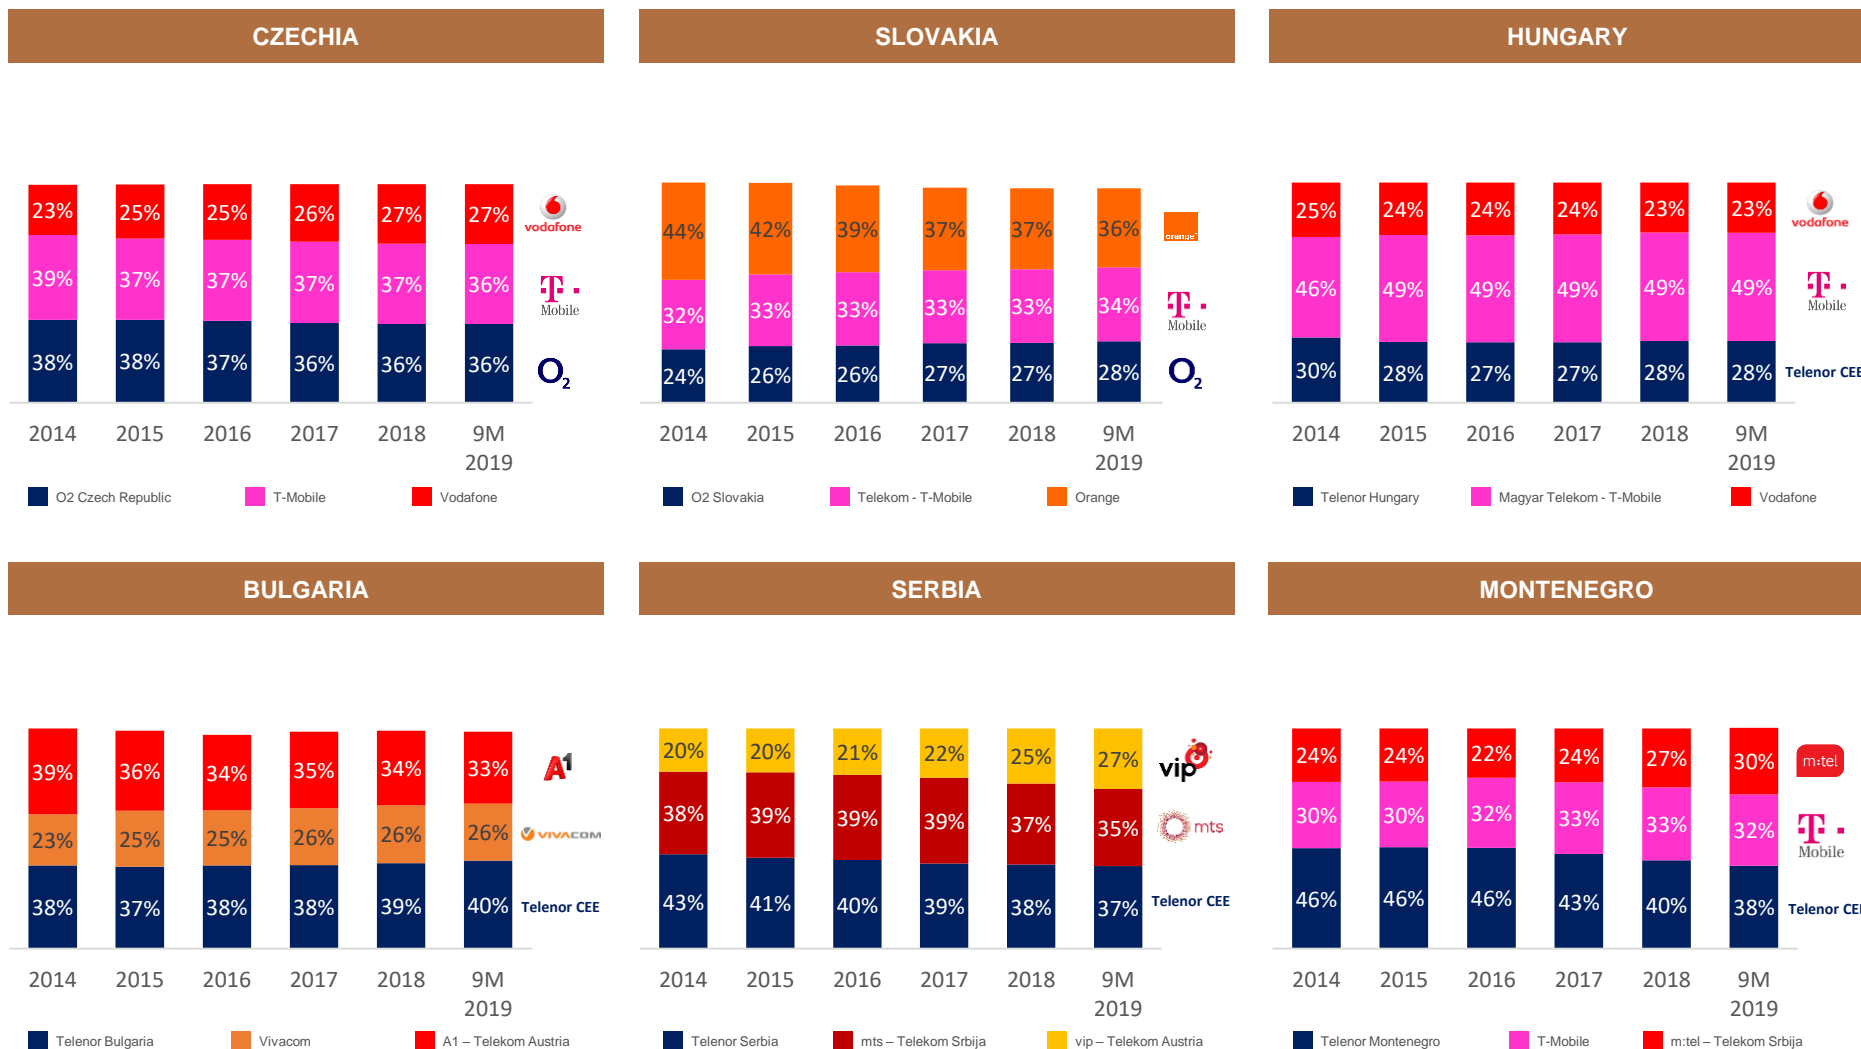 CZECHIA
23% 25% 25% 26% 27% 27%
vodafone
39% 37% 37% 37% 37% 36%
T Mobile
38% 38% 37% 36% 36% 36%
O2
2014 2015 2016 2017 2018 9M 2019
O2 Czech Republic T-Mobile Vodafone
SLOVAKIA
44% 42% 39% 37% 37% 36%
orange
32% 33% 33% 33% 33% 34%
T Mobile
24% 26% 26% 27% 27% 28%
O2
2014 2015 2016 2017 2018 9M 2019
O2 Slovakia Telekom - T-Mobile Orange
HUNGARY
25% 24% 24% 24% 23% 23%
vodafone
46% 49% 49% 49% 49% 49%
T Mobile
30% 28% 27% 27% 28% 28%
Telenor CEE
2014 2015 2016 2017 2018 9M 2019
Telenor Hungary Magyar Telekom - T-Mobile Vodafone
BULGARIA
39% 36% 34% 35% 34% 33%
A1
23% 25% 25% 26% 26% 26%
VIVACOM
38% 37% 38% 38% 39% 40%
Telenor CEE
2014 2015 2016 2017 2018 9M 2019
Telenor Bulgaria Vivacom A1 – Telekom Austria
SERBIA
20% 20% 21% 22% 25% 27%
vip
38% 39% 39% 39% 37% 35%
mts
43% 41% 40% 39% 38% 37%
Telenor CEE
2014 2015 2016 2017 2018 9M 2019
Telenor Serbia mts – Telekom Srbija vip – Telekom Austria
MONTENEGRO
24% 24% 22% 24% 27% 30%
m:tel
30% 30% 32% 33% 33% 32%
T Mobile
46% 46% 46% 43% 40% 38%
Telenor CEE
2014 2015 2016 2017 2018 9M 2019
Telenor Montenegro T-Mobile m:tel – Telekom Srbija